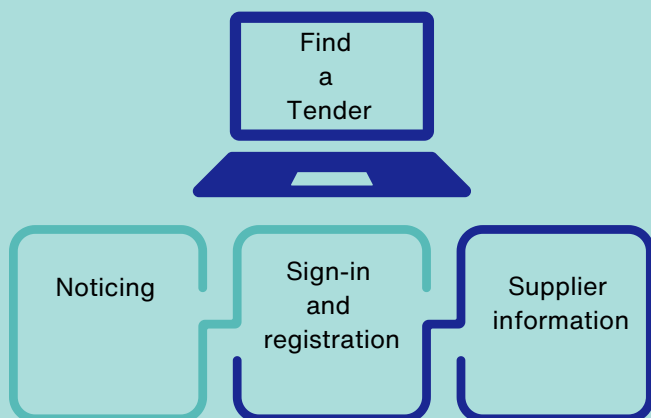 Find
a
Tender
Noticing
Sign-in
and
registration
Supplier
information